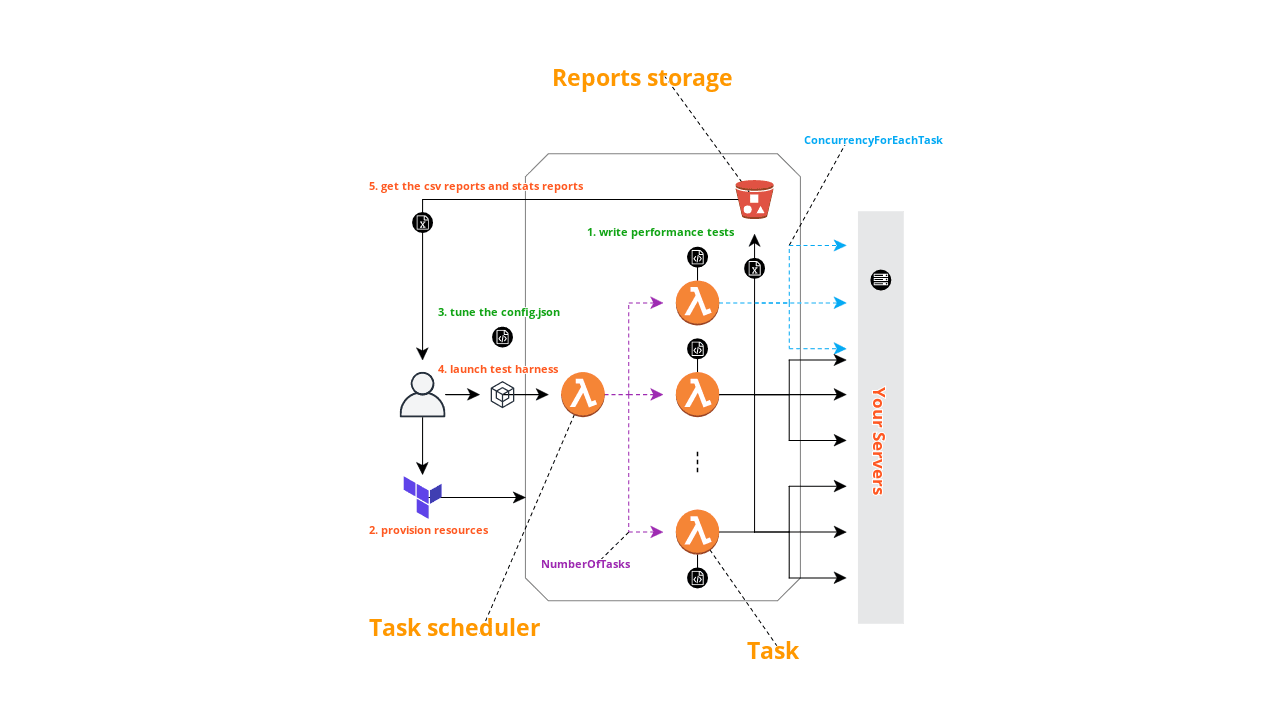 Reports storage
ConcurrencyForEachTask
5. get the csv reports and stats reports
1. write performance tests
3. tune the config.json
4. launch test harness
Your Servers
2. provision resources
NumberOfTasks
Task scheduler
Task